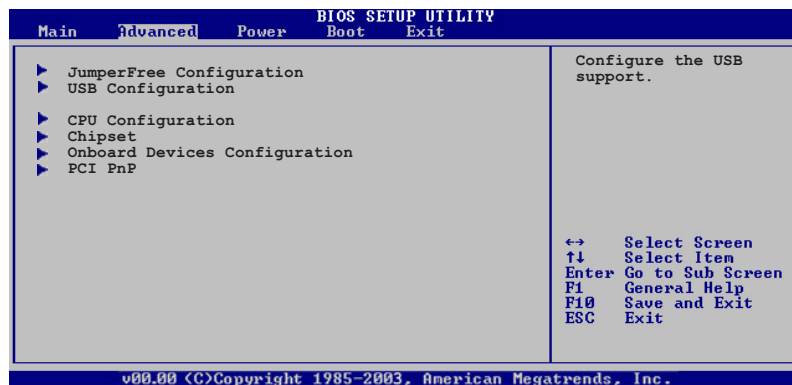 BIOS SETUP UTILITY
Main Advanced Power Boot Exit
JumperFree Configuration
USB Configuration
CPU Configuration
Chipset
Onboard Devices Configuration
PCI PnP
Configure the USB
support.
←→ Select Screen
↑↓ Select Item
Enter Go to Sub Screen
F1 General Help
F10 Save and Exit
ESC Exit
v00.00 (C)Copyright 1985-2003, American Megatrends, Inc.